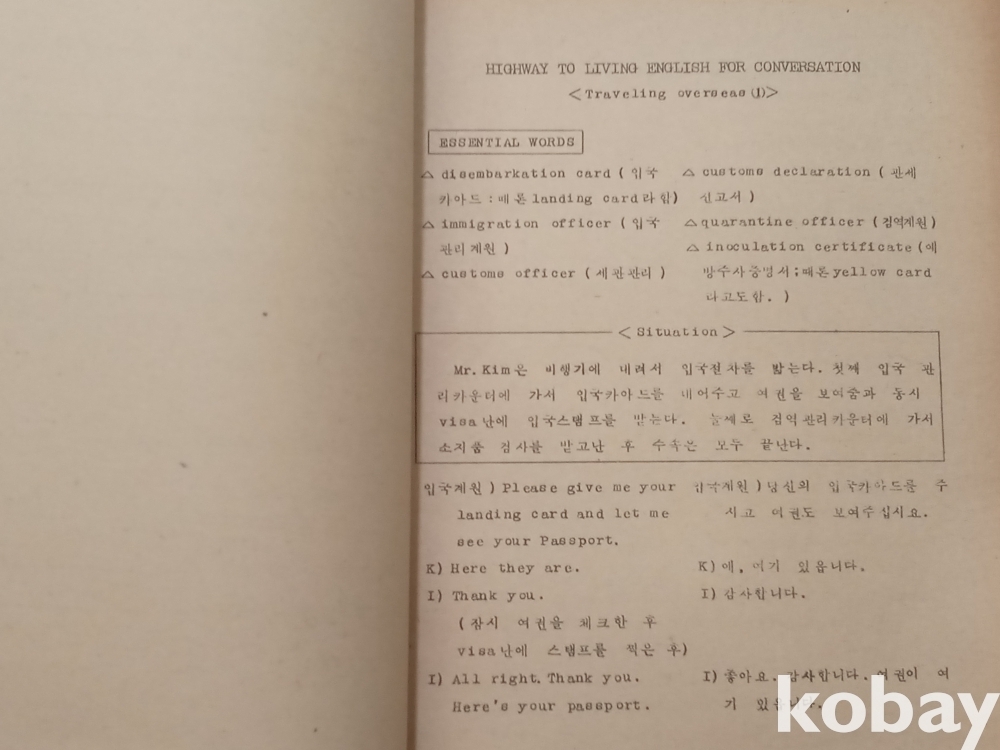 HIGHWAY TO LIVING ENGLISH FOR CONVERSATION
<Traveling overseas (1)>
ESSENTIAL WORDS
△ disembarkation card ( 입국
카아드 : 때론 landing card라 함)
△ immigration officer ( 입국
관리계원 )
△ customs officer ( 세관관리 )
△ customs declaration ( 관세
신고서 )
△ quarantine officer (검역계원)
△ inoculation certificate (예
방주사증명서 ; 때론 yellow card
라고도함. )
< Situation >
Mr. Kim은 비행기에 내려서 입국절차를 밟는다. 첫째 입국 관
리카운터에 가서 입국카아드를 내어주고 여권을 보여줌과 동시
visa난에 입국스탬프를 받는다. 둘째로 검역관리카운터에 가서
소지품 검사를 받고난 후 수속은 모두 끝난다.
입국계원 ) Please give me your
landing card and let me
see your Passport.
K) Here they are.
I) Thank you.
( 잠시 여권을 체크한 후
visa난에 스탬프를 찍은 후)
I) All right. Thank you.
Here's your passport.
입국계원 ) 당신의 입국카아드를 주
시고 여권도 보여주십시요.
K) 예, 여기 있읍니다.
I) 감사합니다.
I) 좋아요. 감사합니다. 여권이 여
기 있읍니다.
kobay